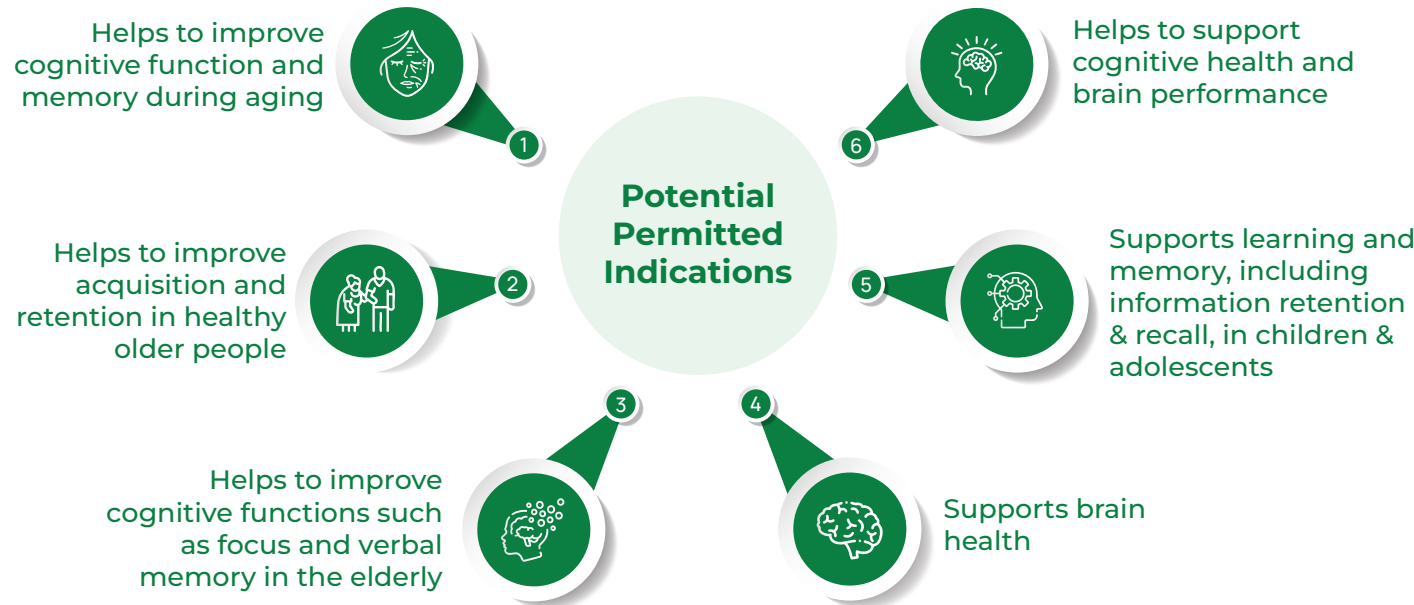 Potential
Permitted
Indications
1
Helps to improve
cognitive function and
memory during aging
2
Helps to improve
acquisition and
retention in healthy
older people
3
Helps to improve
cognitive functions such
as focus and verbal
memory in the elderly
4
Supports brain
health
5
Supports learning and
memory, including
information retention
& recall, in children &
adolescents
6
Helps to support
cognitive health and
brain performance